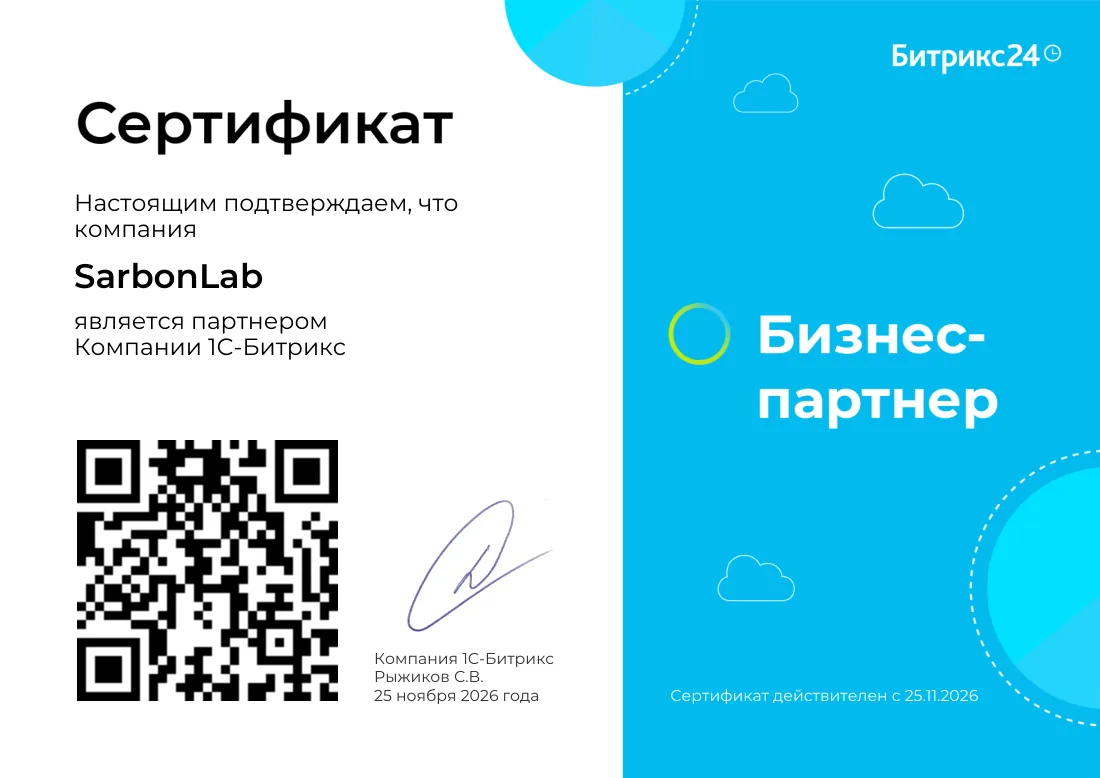 Битрикс24
Сертификат
Настоящим подтверждаем, что
компания
SarbonLab
является партнером
Компании 1С-Битрикс
Бизнес-
партнер
Компания 1С-Битрикс
Рыжиков С.В.
25 ноября 2026 года
Сертификат действителен с 25.11.2026